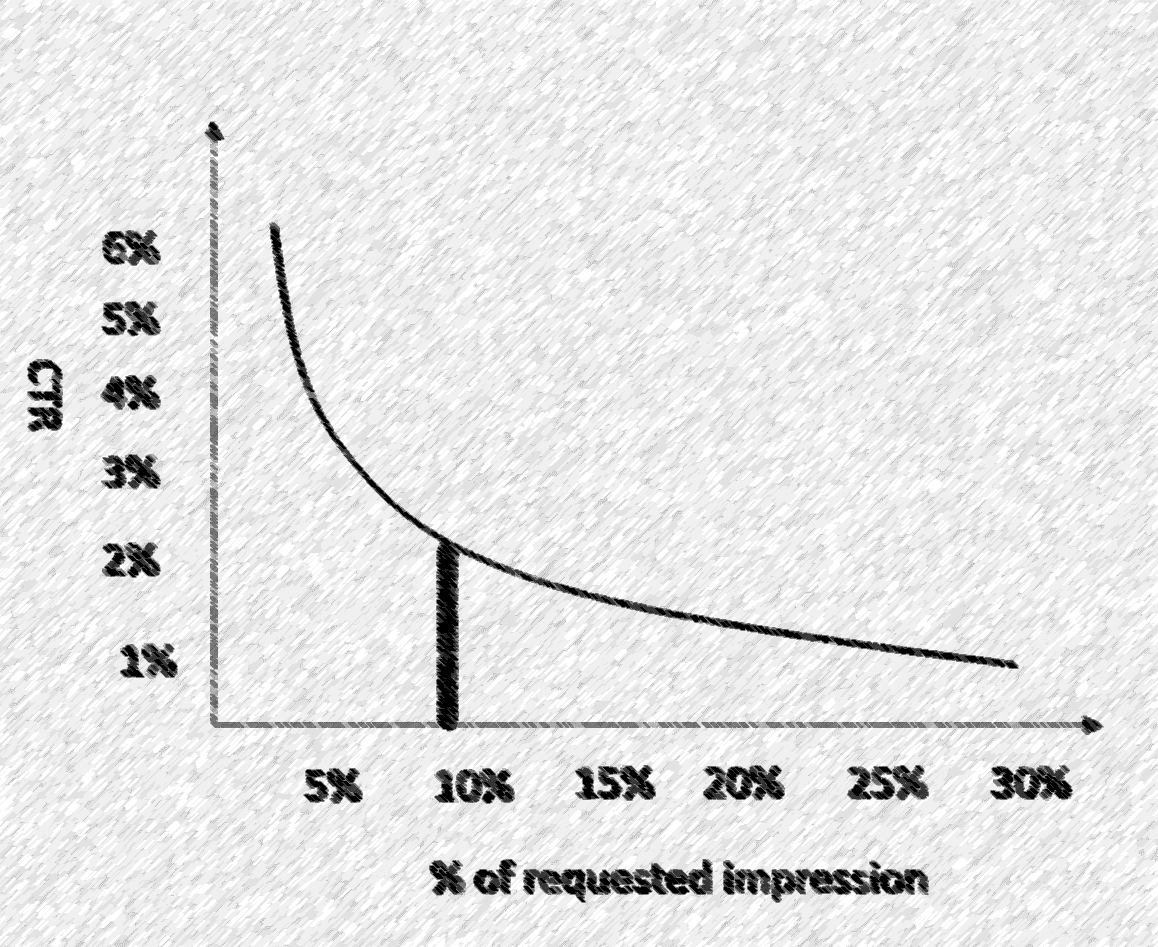 6%
5%
CTR
4%
3%
2%
1%
5% 10% 15% 20% 25% 30%
% of requested impression